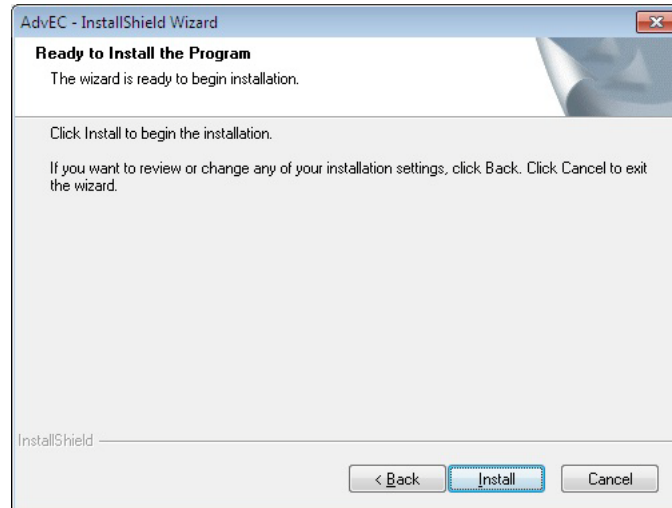 AdvEC - InstallShield Wizard
Ready to Install the Program
The wizard is ready to begin installation.
Click Install to begin the installation.
If you want to review or change any of your installation settings, click Back. Click Cancel to exit
the wizard.
InstallShield
< Back
Install
Cancel